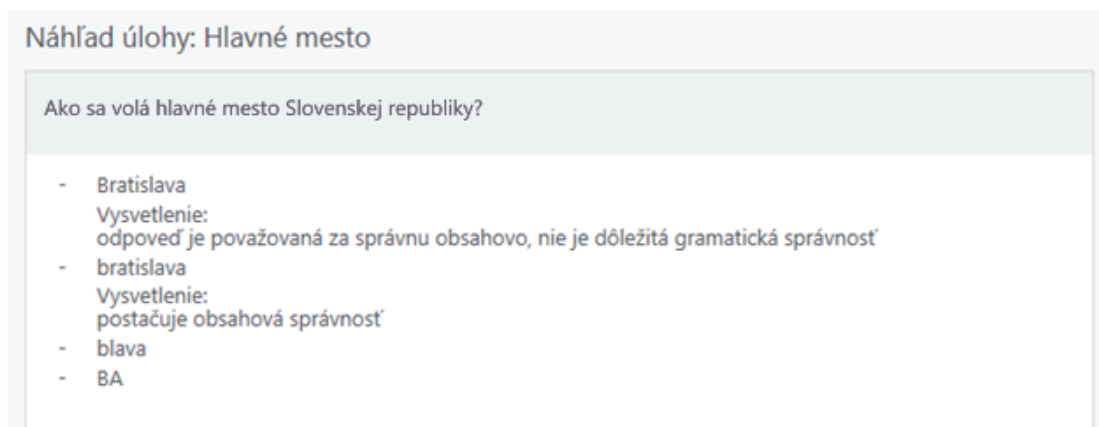 Náhľad úlohy: Hlavné mesto
Ako sa volá hlavné mesto Slovenskej republiky?
- Bratislava
Vysvetlenie:
odpoveď je považovaná za správnu obsahovo, nie je dôležitá gramatická správnosť
- bratislava
Vysvetlenie:
postačuje obsahová správnosť
- blava
- BA